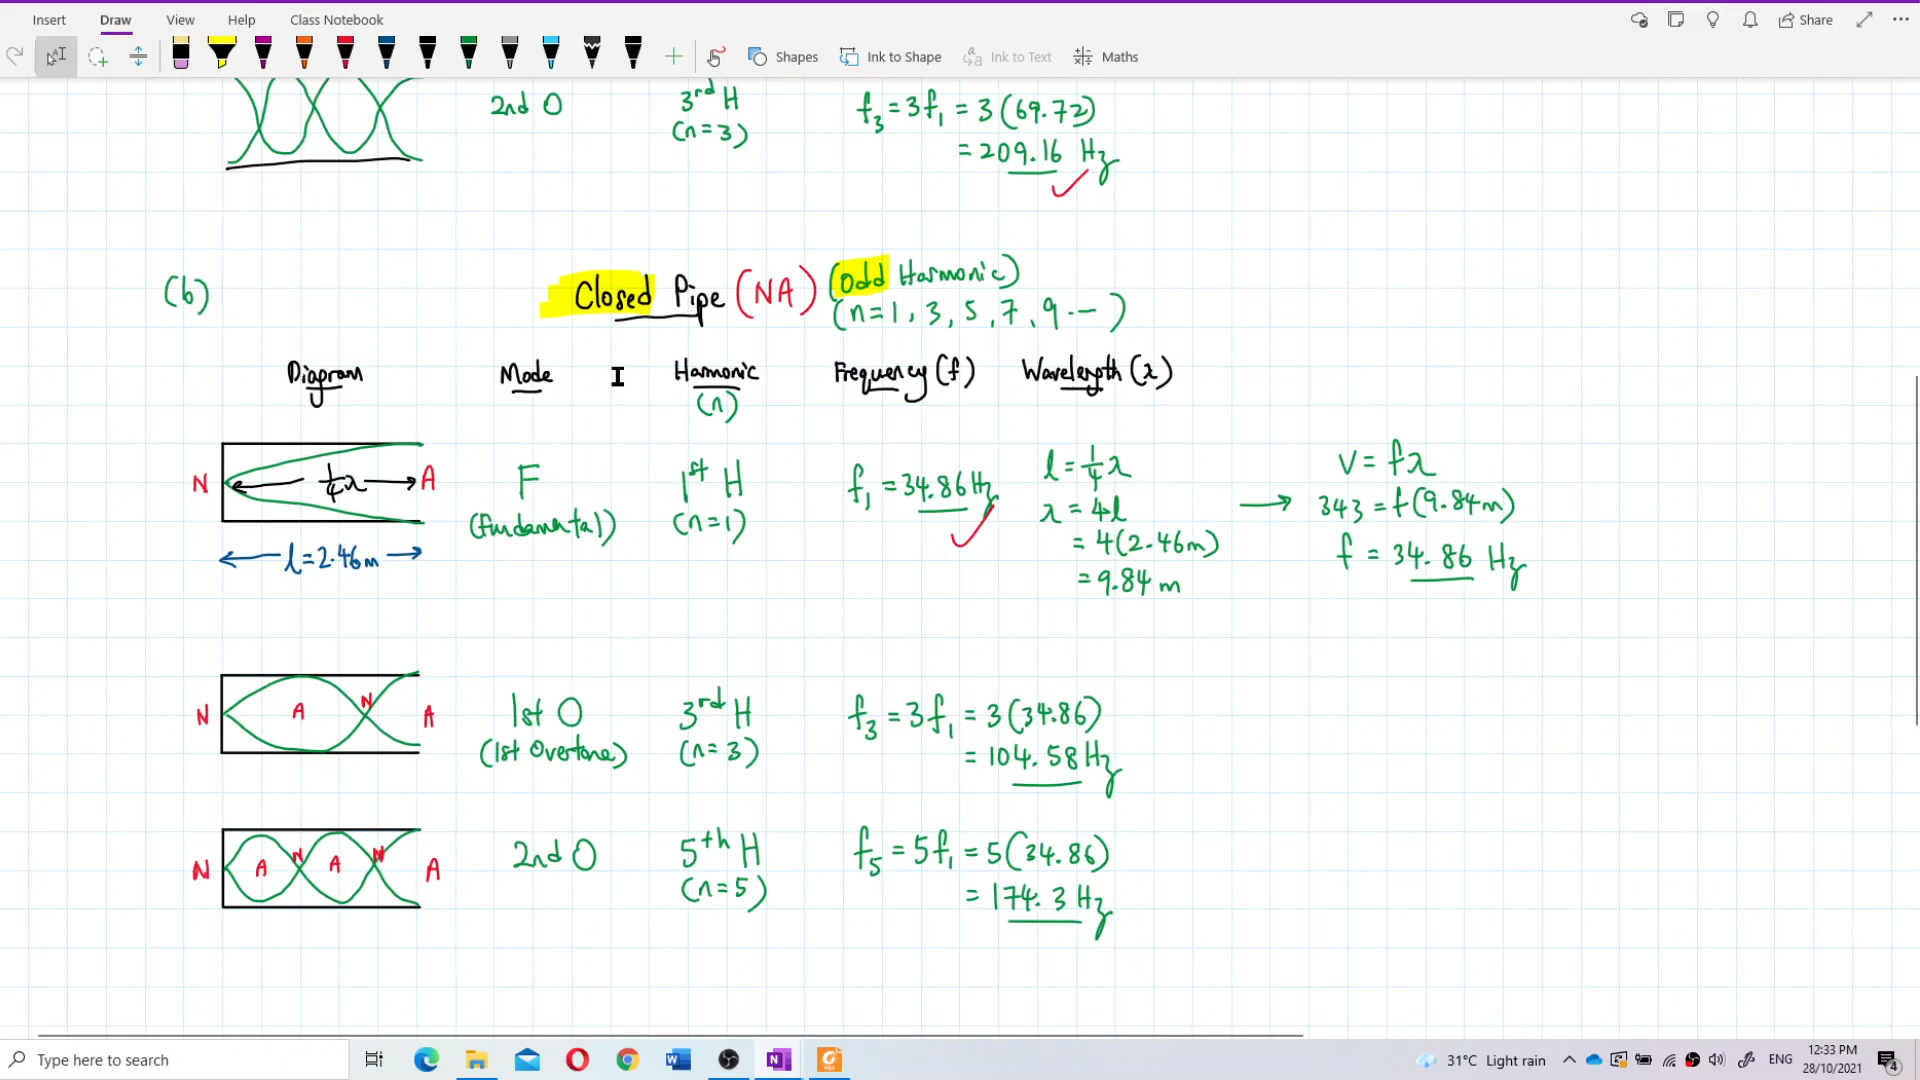 Insert Draw View Help Class Notebook
Share
Shapes Ink to Shape Ink to Text Maths
2nd O 3rd H f3 = 3f1 = 3(69.72)
(n=3) = 209.16 Hz
(b) Closed Pipe (NA) (Odd Harmonic)
(n=1, 3, 5, 7, 9 ... )
Diagram Mode Harmonic Frequency (f) Wavelength (λ)
(n)
N 1/4 λ A F 1st H f1 = 34.86 Hz l = 1/4 λ V = fλ
(Fundamental) (n=1) λ = 4l → 343 = f(9.84m)
l = 2.46m = 4(2.46m) f = 34.86 Hz
= 9.84 m
N A N A 1st O 3rd H f3 = 3f1 = 3(34.86)
(1st Overtone) (n=3) = 104.58 Hz
N A N A N A 2nd O 5th H f5 = 5f1 = 5(34.86)
(n=5) = 174.3 Hz
Type here to search 31°C Light rain ENG 12:33 PM
28/10/2021 4